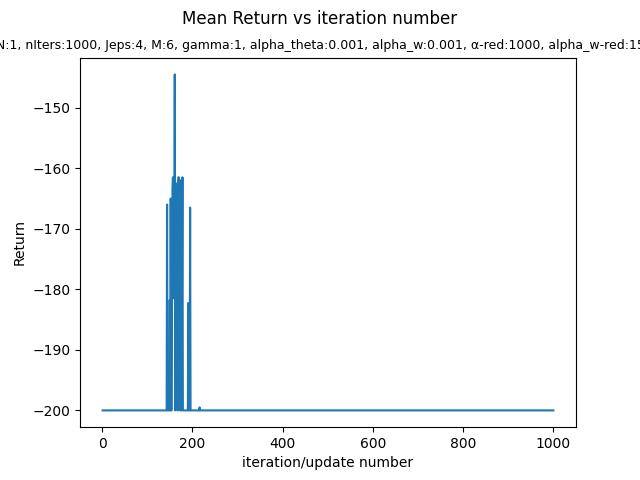 Mean Return vs iteration number
N:1, nIters:1000, Jeps:4, M:6, gamma:1, alpha_theta:0.001, alpha_w:0.001, α-red:1000, alpha_w-red:15
−150
−160
−170
−180
−190
−200
Return
0 200 400 600 800 1000
iteration/update number